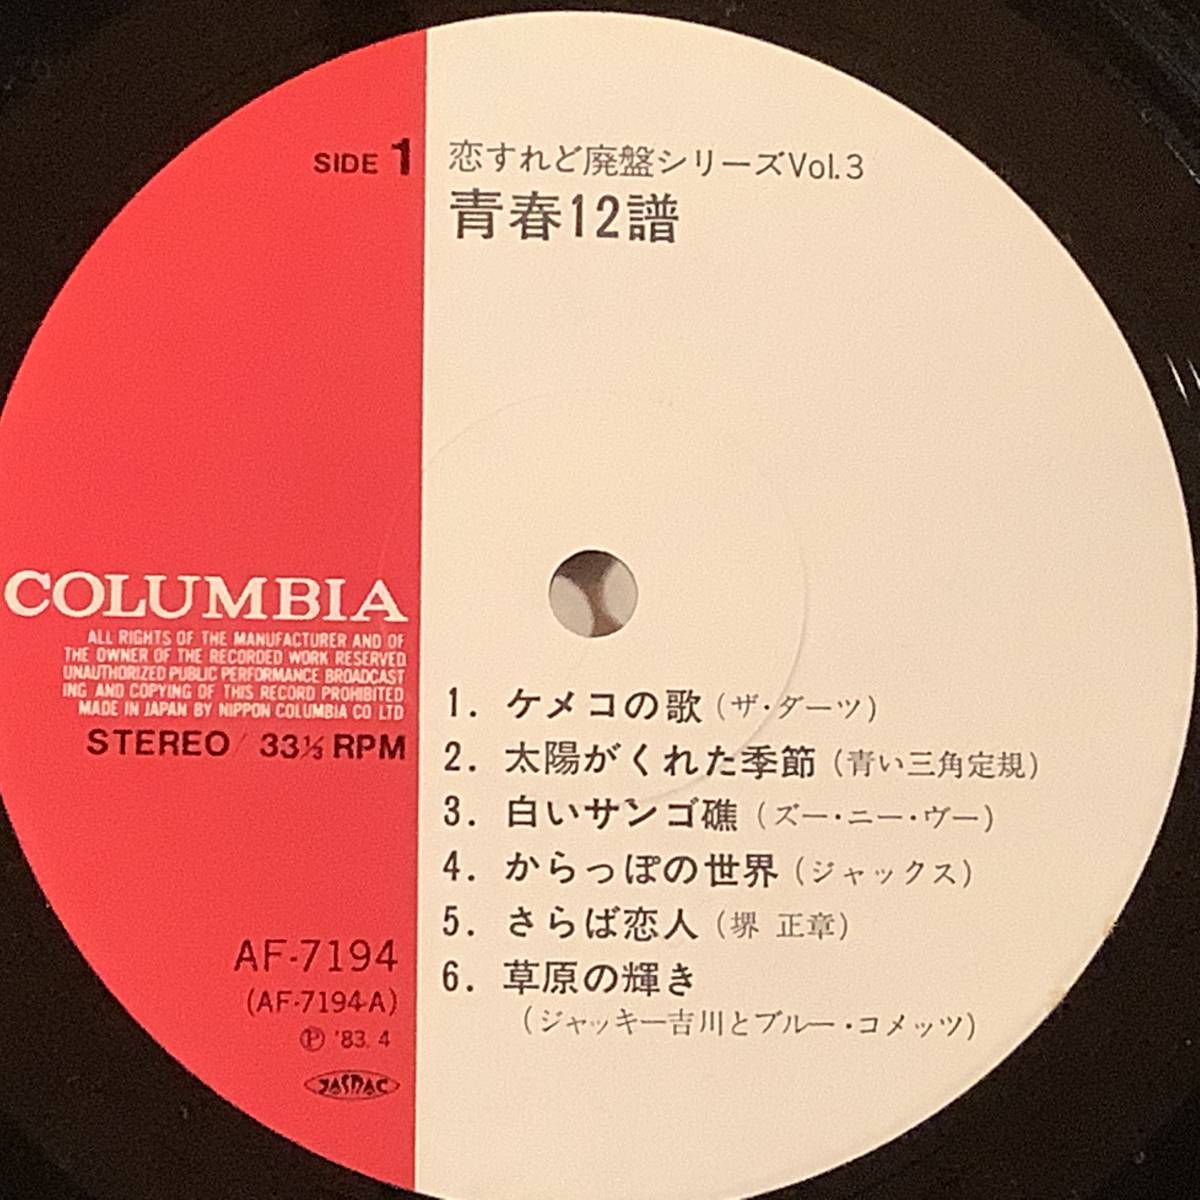 SIDE 1
恋すれど廃盤シリーズVol.3
青春12譜
COLUMBIA
ALL RIGHTS OF THE MANUFACTURER AND OF
THE OWNER OF THE RECORDED WORK RESERVED
UNAUTHORIZED PUBLIC PERFORMANCE BROADCAST
ING AND COPYING OF THIS RECORD PROHIBITED
MADE IN JAPAN BY NIPPON COLUMBIA CO LTD
STEREO / 33⅓ RPM
1. ケメコの歌 (ザ・ダーツ)
2. 太陽がくれた季節 (青い三角定規)
3. 白いサンゴ礁 (ズー・ニー・ヴー)
4. からっぽの世界 (ジャックス)
5. さらば恋人 (堺 正章)
6. 草原の輝き
(ジャッキー吉川とブルー・コメッツ)
AF-7194
(AF-7194-A)
Ⓟ '83. 4
JASRAC